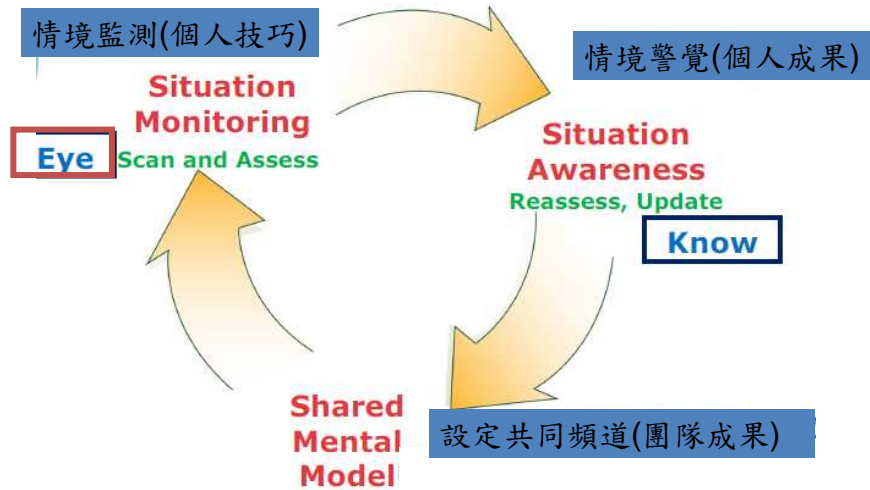 情境監測(個人技巧)
Situation
Monitoring
Eye
Scan and Assess
情境警覺(個人成果)
Situation
Awareness
Reassess, Update
Know
Shared
Mental
Model
設定共同頻道(團隊成果)